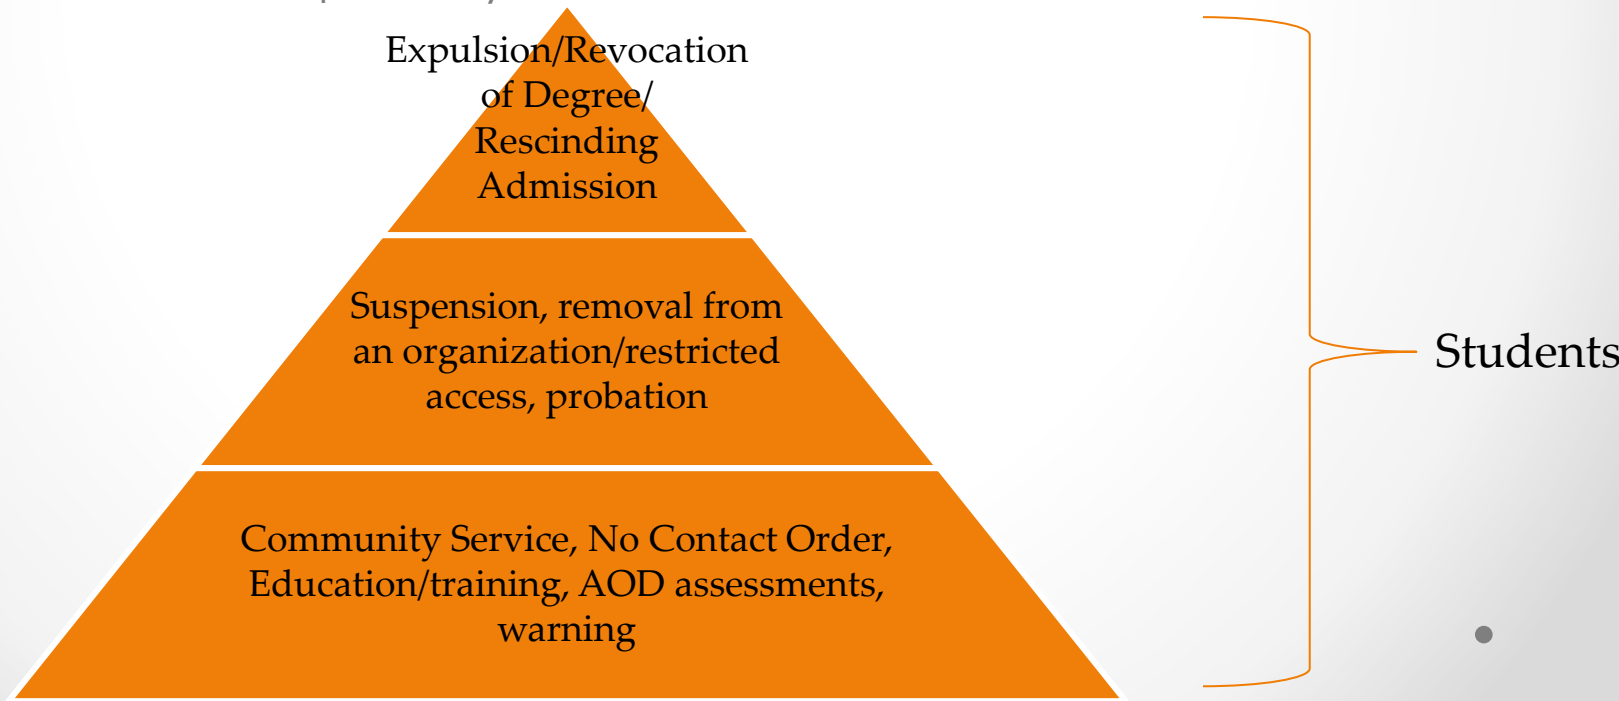 Expulsion/Revocation
of Degree/
Rescinding
Admission
Suspension, removal from
an organization/restricted
access, probation
Students
Community Service, No Contact Order,
Education/training, AOD assessments,
warning